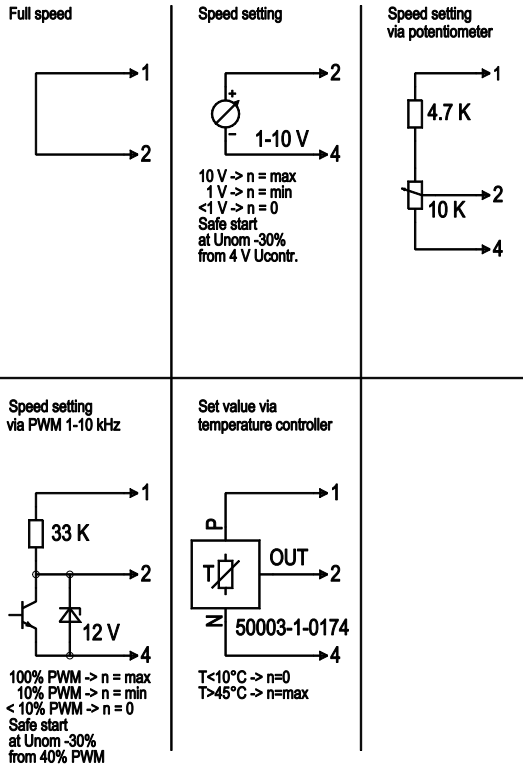 Full speed
1
2
Speed setting
2
+
−
1-10 V
4
10 V -> n = max
1 V -> n = min
<1 V -> n = 0
Safe start
at Unom -30%
from 4 V Ucontr.
Speed setting
via potentiometer
1
4.7 K
2
10 K
4
Speed setting
via PWM 1-10 kHz
1
33 K
2
12 V
4
100% PWM -> n = max
10% PWM -> n = min
< 10% PWM -> n = 0
Safe start
at Unom -30%
from 40% PWM
Set value via
temperature controller
1
P
OUT
T
2
N
50003-1-0174
4
T<10°C -> n=0
T>45°C -> n=max